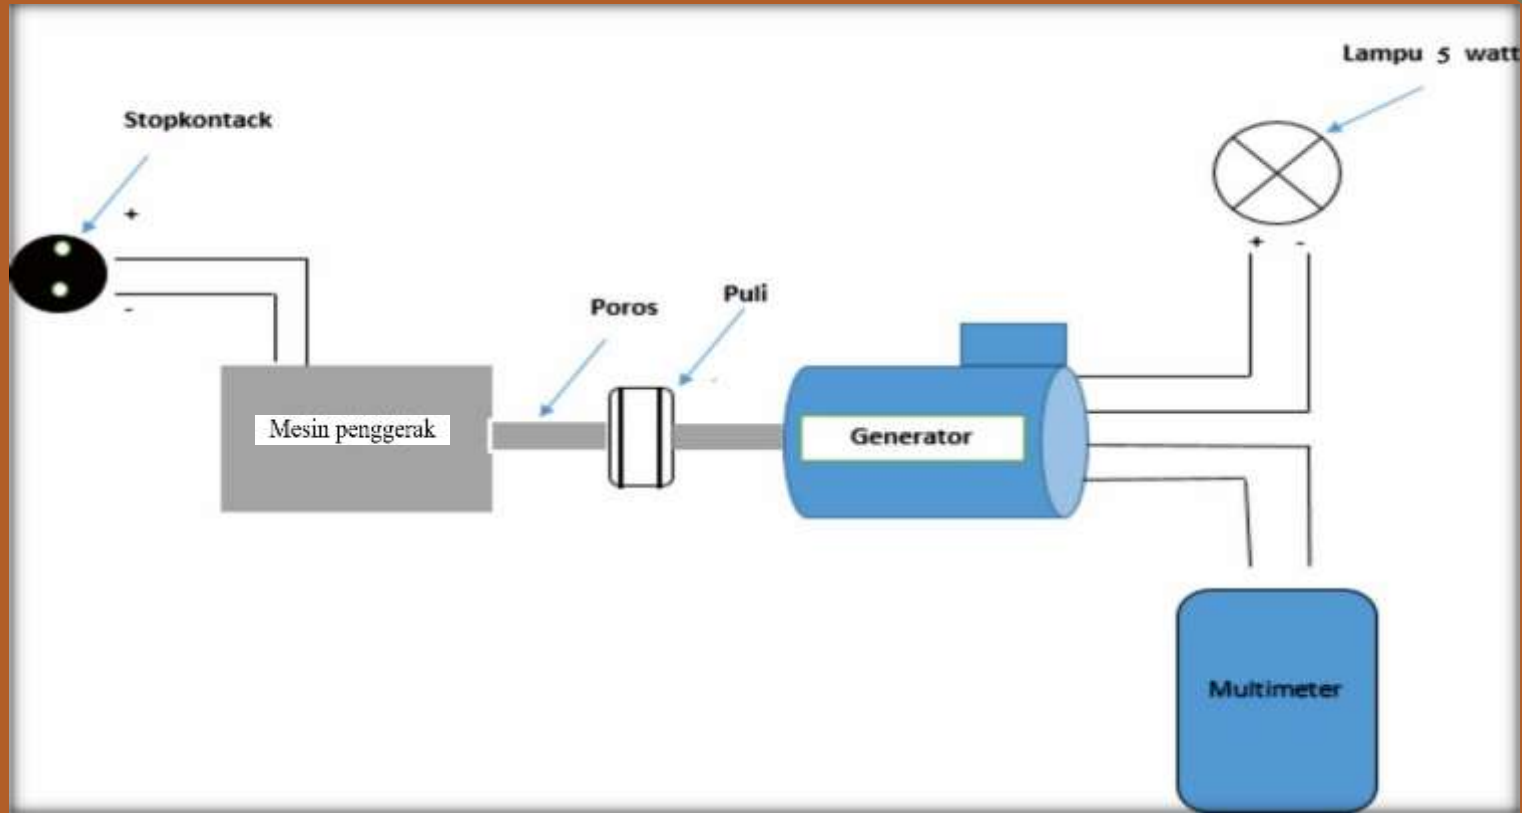 Lampu 5 watt
Stopkontack
+
-
+ -
Poros
Puli
Mesin penggerak
Generator
Multimeter